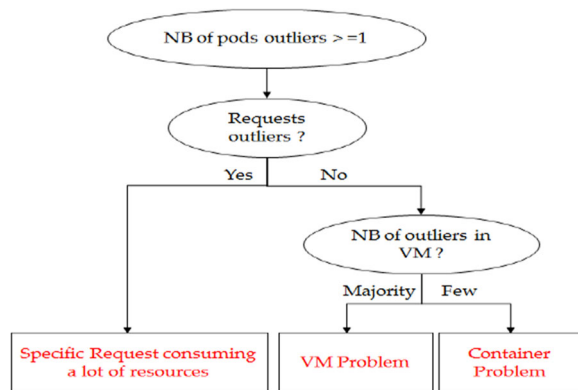 NB of pods outliers > =1
Requests
outliers ?
Yes
No
NB of outliers in
VM ?
Majority
Few
Specific Request consuming
a lot of resources
VM Problem
Container
Problem